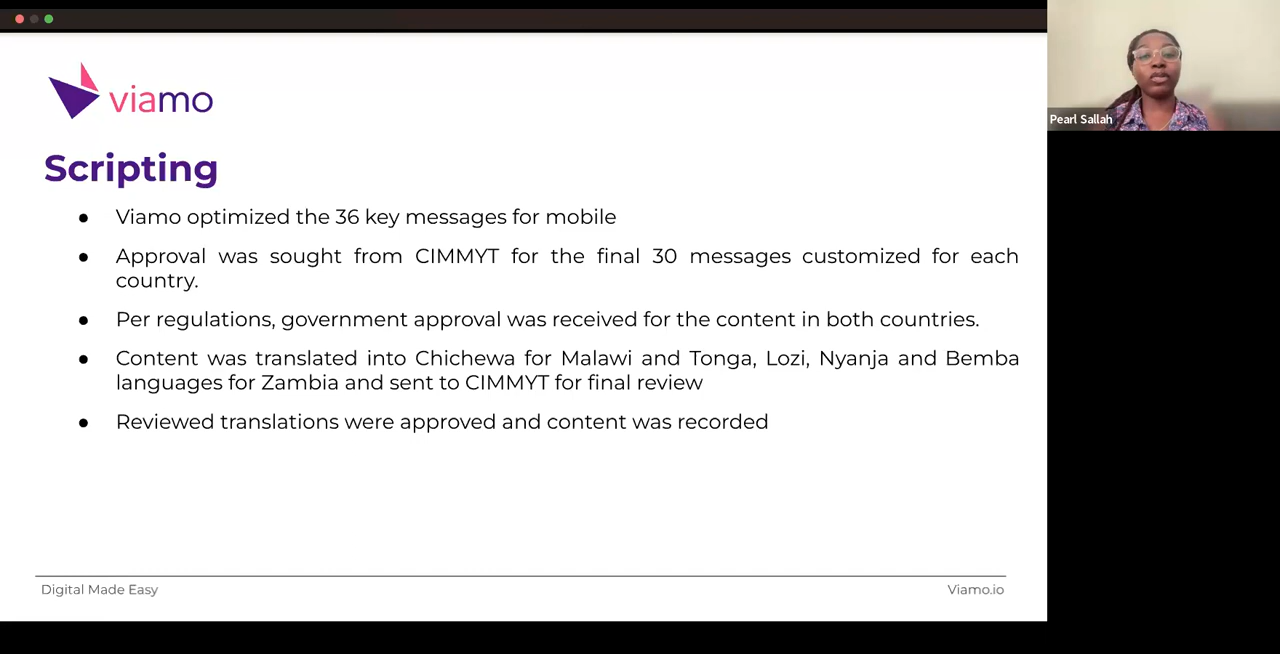 viamo
Pearl Sallah
Scripting
● Viamo optimized the 36 key messages for mobile
● Approval was sought from CIMMYT for the final 30 messages customized for each
country.
● Per regulations, government approval was received for the content in both countries.
● Content was translated into Chichewa for Malawi and Tonga, Lozi, Nyanja and Bemba
languages for Zambia and sent to CIMMYT for final review
● Reviewed translations were approved and content was recorded
Digital Made Easy
Viamo.io